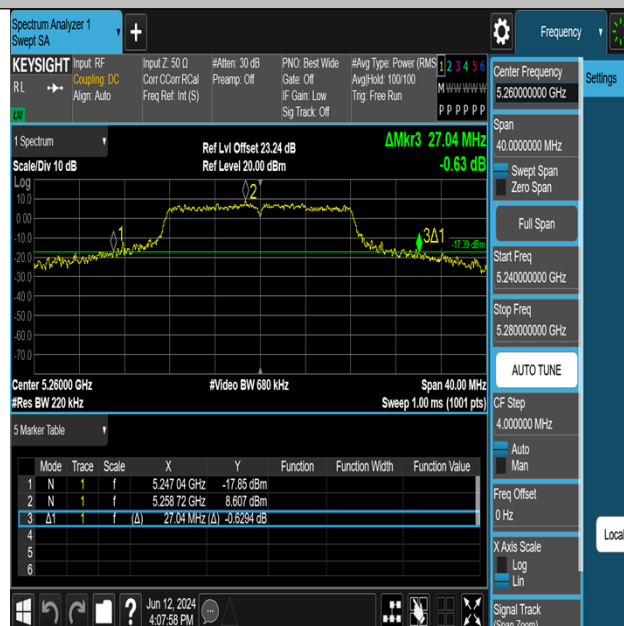 Spectrum Analyzer 1
Swept SA
+
Frequency
KEYSIGHT
RL
Input: RF
Coupling: DC
Align: Auto
Input Z: 50 Ω
Corr CCorr RCal
Freq Ref: Int (S)
#Atten: 30 dB
Preamp: Off
PNO: Best Wide
Gate: Off
IF Gain: Low
Sig Track: Off
#Avg Type: Power (RMS
Avg|Hold: 100/100
Trig: Free Run
1 2 3 4 5 6
M W W W W W
P P P P P P
1 Spectrum
Scale/Div 10 dB
Ref Lvl Offset 23.24 dB
Ref Level 20.00 dBm
ΔMkr3 27.04 MHz
-0.63 dB
Log
10.0
0.00
-10.0
-20.0
-30.0
-40.0
-50.0
-60.0
-70.0
1
2
3Δ1
-17.39 dBm
Center 5.26000 GHz
#Video BW 680 kHz
Span 40.00 MHz
#Res BW 220 kHz
Sweep 1.00 ms (1001 pts)
5 Marker Table
Mode Trace Scale X Y Function Function Width Function Value
1 N 1 f 5.247 04 GHz -17.85 dBm
2 N 1 f 5.258 72 GHz 8.607 dBm
3 Δ1 1 f (Δ) 27.04 MHz (Δ) -0.6294 dB
4
5
6
?
Jun 12, 2024
4:07:58 PM
Center Frequency
5.260000000 GHz
Settings
Span
40.0000000 MHz
Swept Span
Zero Span
Full Span
Start Freq
5.240000000 GHz
Stop Freq
5.280000000 GHz
AUTO TUNE
CF Step
4.000000 MHz
Auto
Man
Freq Offset
0 Hz
Local
X Axis Scale
Log
Lin
Signal Track
(Span Zoom)